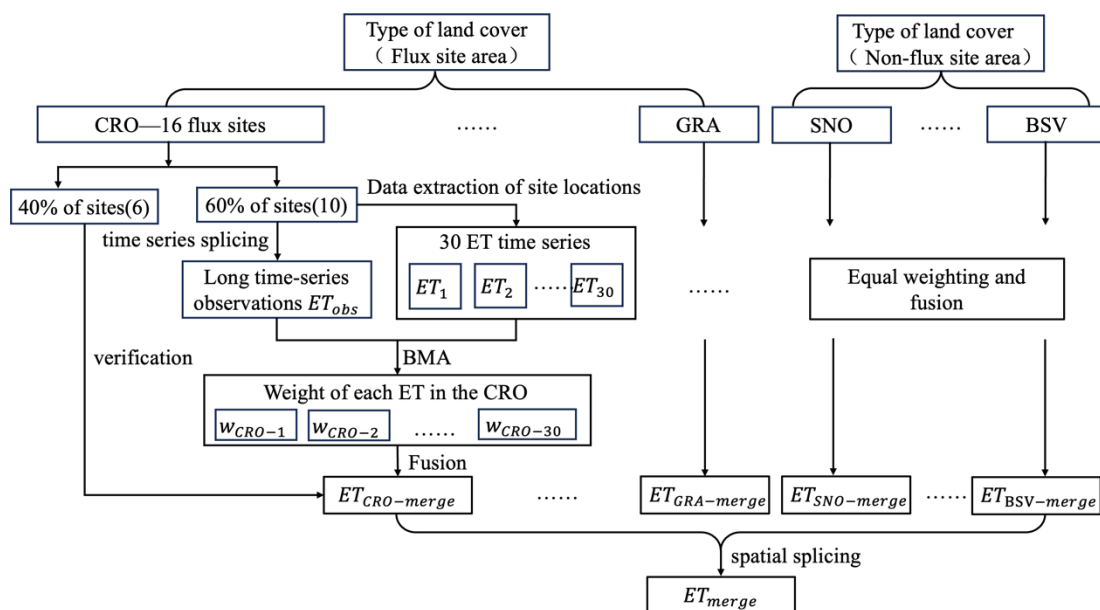 Type of land cover
（ Flux site area）
Type of land cover
（Non-flux site area）
CRO—16 flux sites
……
GRA
SNO
……
BSV
40% of sites(6)
60% of sites(10)
Data extraction of site locations
time series splicing
30 ET time series
ET_1 ET_2 …… ET_30
Long time-series
observations ET_obs
……
Equal weighting and
fusion
verification
BMA
Weight of each ET in the CRO
w_CRO−1 w_CRO−2 …… w_CRO−30
Fusion
ET_CRO−merge
……
ET_GRA−merge
ET_SNO−merge
……
ET_BSV−merge
spatial splicing
ET_merge